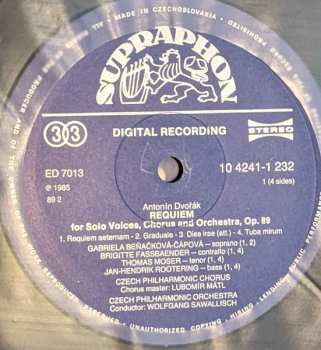 MADE IN CZECHOSLOVAKIA
SUPRAPHON
33
DIGITAL RECORDING
STEREO
ED 7013
10 4241-1 232
℗ 1985
1 (4 sides)
89 2
Antonín Dvořák
REQUIEM
for Solo Voices, Chorus and Orchestra, Op. 89
1. Requiem aeternam - 2. Graduale - 3. Dies irae (att.) - 4. Tuba mirum
GABRIELA BEŇAČKOVÁ-ČÁPOVÁ - soprano (1, 2)
BRIGITTE FASSBAENDER - contralto (1, 4)
THOMAS MOSER - tenor (1, 4)
JAN-HENDRIK ROOTERING - bass (1, 4)
CZECH PHILHARMONIC CHORUS
Chorus master: LUBOMÍR MÁTL
CZECH PHILHARMONIC ORCHESTRA
Conductor: WOLFGANG SAWALLISCH
UNAUTHORIZED COPYING - HIRING - LENDING